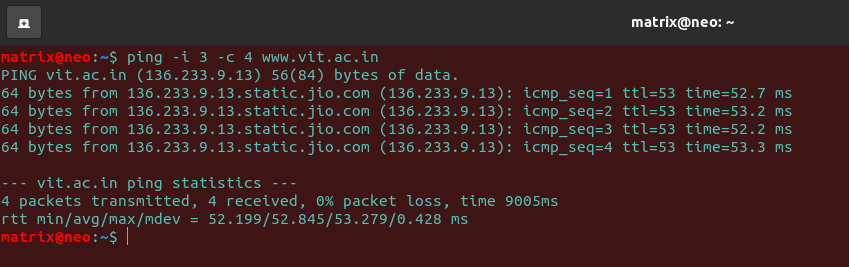 matrix@neo: ~
matrix@neo:~$ ping -i 3 -c 4 www.vit.ac.in
PING vit.ac.in (136.233.9.13) 56(84) bytes of data.
64 bytes from 136.233.9.13.static.jio.com (136.233.9.13): icmp_seq=1 ttl=53 time=52.7 ms
64 bytes from 136.233.9.13.static.jio.com (136.233.9.13): icmp_seq=2 ttl=53 time=53.2 ms
64 bytes from 136.233.9.13.static.jio.com (136.233.9.13): icmp_seq=3 ttl=53 time=52.2 ms
64 bytes from 136.233.9.13.static.jio.com (136.233.9.13): icmp_seq=4 ttl=53 time=53.3 ms
--- vit.ac.in ping statistics ---
4 packets transmitted, 4 received, 0% packet loss, time 9005ms
rtt min/avg/max/mdev = 52.199/52.845/53.279/0.428 ms
matrix@neo:~$